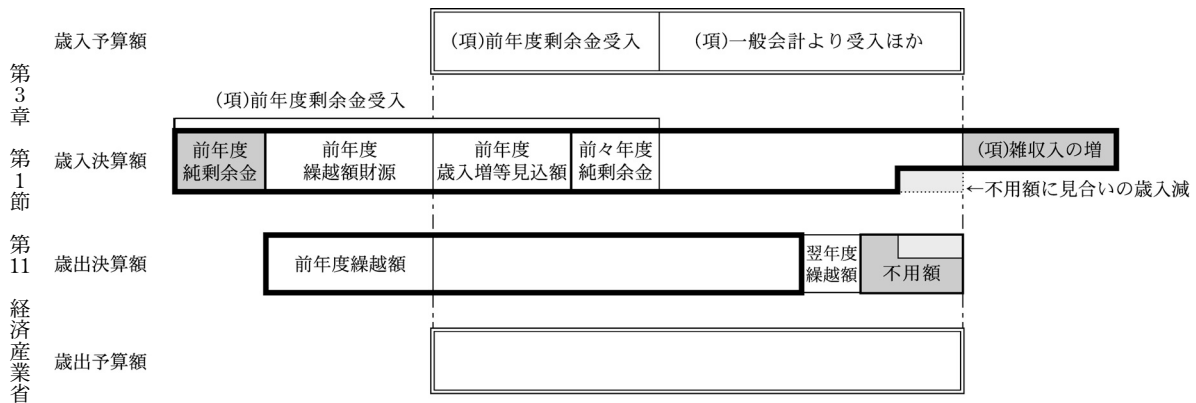 第3章 第1節 第11 経済産業省
歳入予算額
(項)前年度剰余金受入
(項)一般会計より受入ほか
(項)前年度剰余金受入
歳入決算額
前年度
純剰余金
前年度
繰越額財源
前年度
歳入増等見込額
前々年度
純剰余金
(項)雑収入の増
←不用額に見合いの歳入減
歳出決算額
前年度繰越額
翌年度
繰越額
不用額
歳出予算額